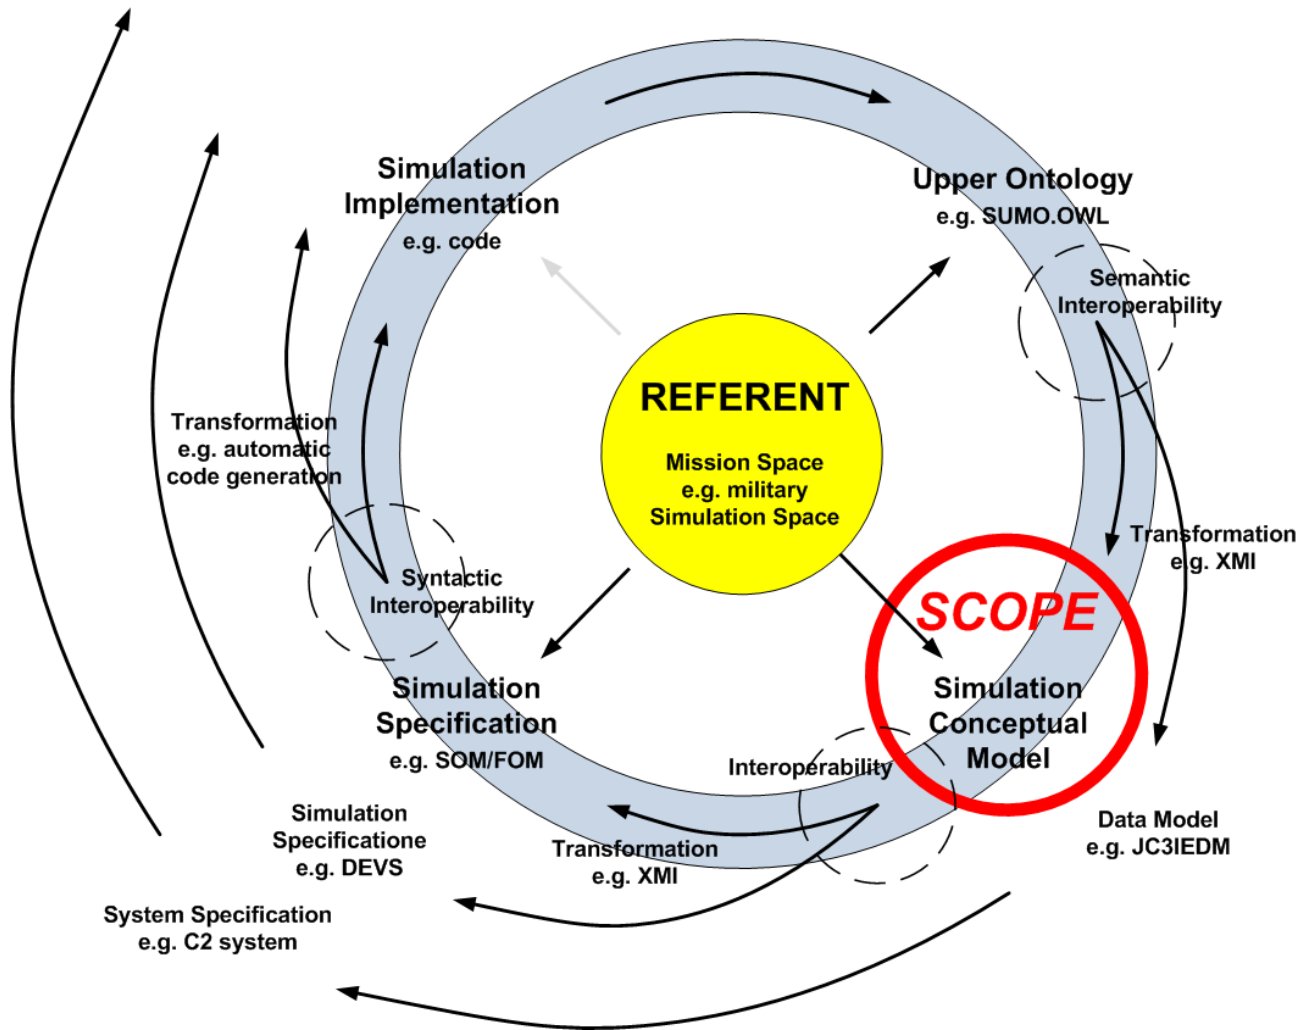 Simulation
Implementation
e.g. code
Upper Ontology
e.g. SUMO.OWL
Semantic
Interoperability
REFERENT
Mission Space
e.g. military
Simulation Space
Transformation
e.g. automatic
code generation
Transformation
e.g. XMI
Syntactic
Interoperability
SCOPE
Simulation
Conceptual
Model
Simulation
Specification
e.g. SOM/FOM
Interoperability
Simulation
Specificatione
e.g. DEVS
Transformation
e.g. XMI
Data Model
e.g. JC3IEDM
System Specification
e.g. C2 system